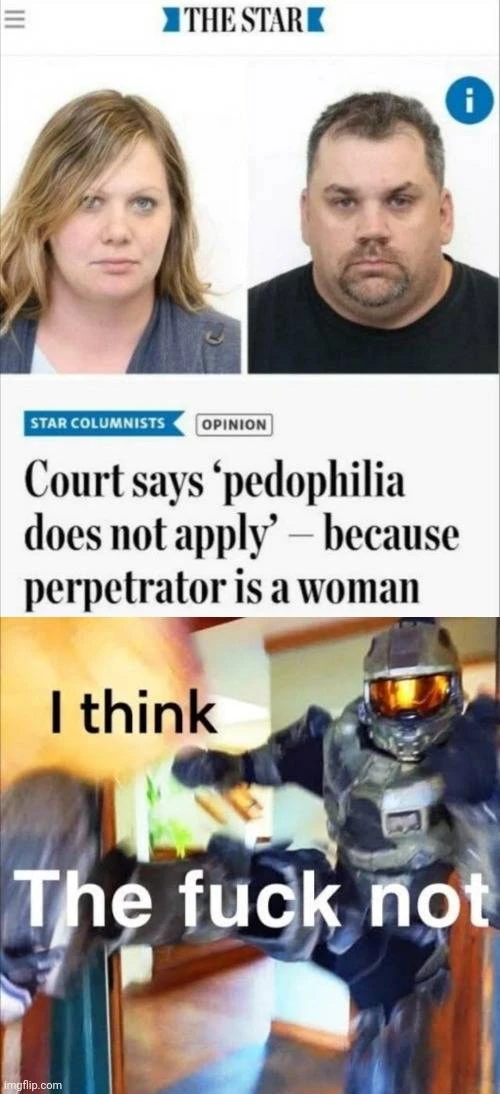 THE STAR
i
STAR COLUMNISTS
OPINION
Court says ‘pedophilia
does not apply’ – because
perpetrator is a woman
I think
The fuck not
imgflip.com